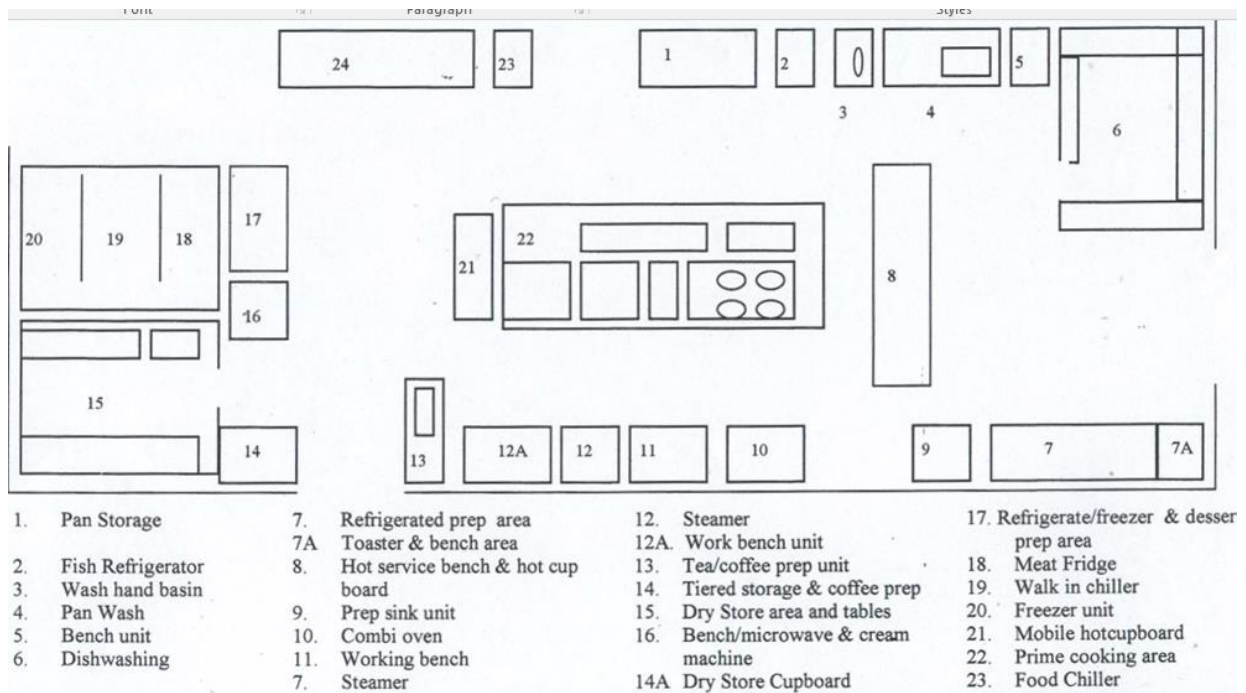 Font Paragraph Styles
24
23
1
2
3
4
5
6
20
19
18
17
16
21
22
8
15
14
13
12A
12
11
10
9
7
7A
1. Pan Storage
2. Fish Refrigerator
3. Wash hand basin
4. Pan Wash
5. Bench unit
6. Dishwashing
7. Refrigerated prep area
7A Toaster & bench area
8. Hot service bench & hot cup
board
9. Prep sink unit
10. Combi oven
11. Working bench
7. Steamer
12. Steamer
12A. Work bench unit
13. Tea/coffee prep unit
14. Tiered storage & coffee prep
15. Dry Store area and tables
16. Bench/microwave & cream
machine
14A Dry Store Cupboard
17. Refrigerate/freezer & desser
prep area
18. Meat Fridge
19. Walk in chiller
20. Freezer unit
21. Mobile hotcupboard
22. Prime cooking area
23. Food Chiller